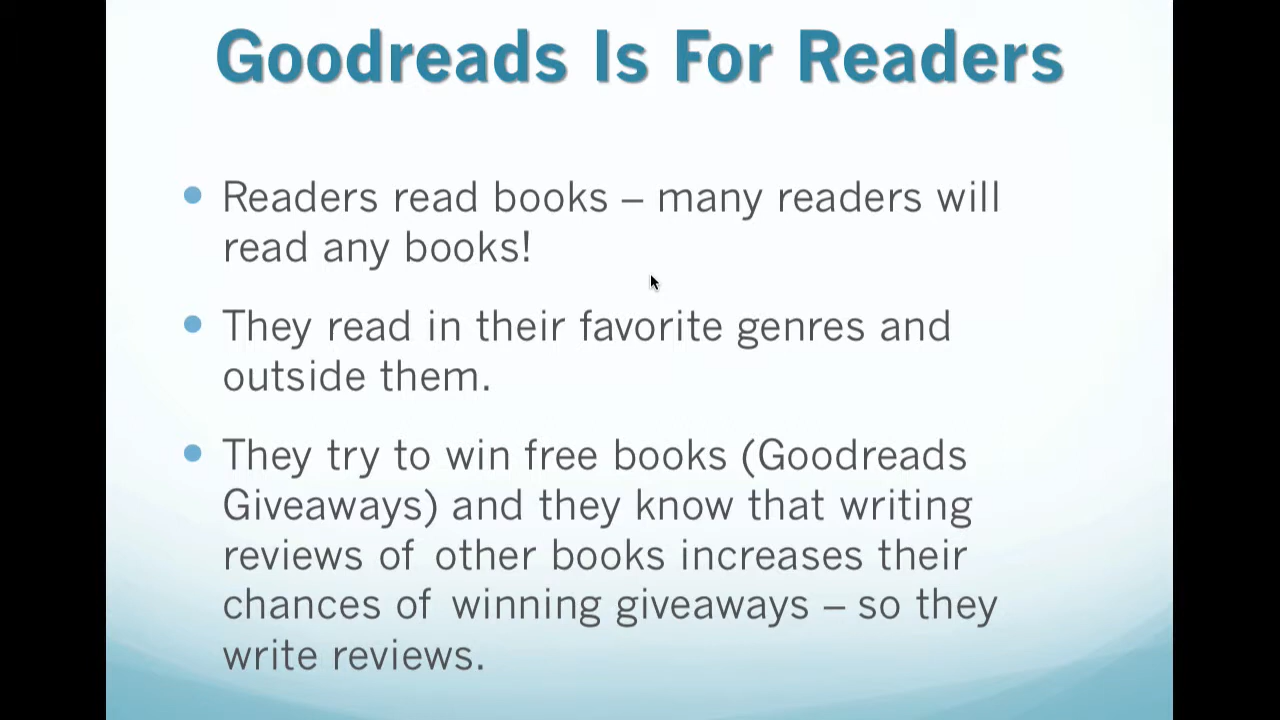 Goodreads Is For Readers
• Readers read books – many readers will
read any books!
• They read in their favorite genres and
outside them.
• They try to win free books (Goodreads
Giveaways) and they know that writing
reviews of other books increases their
chances of winning giveaways – so they
write reviews.